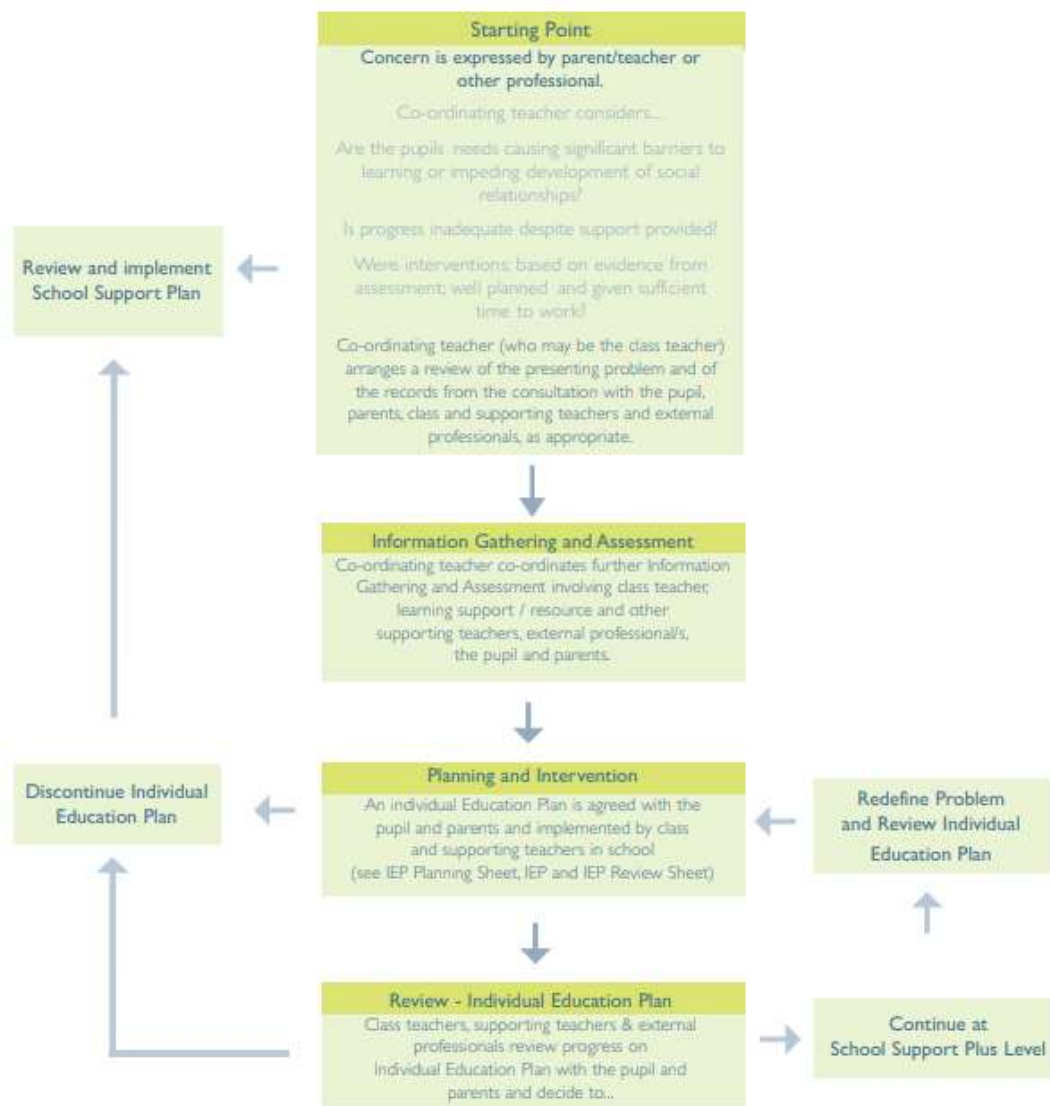 Starting Point
Concern is expressed by parent/teacher or
other professional.
Co-ordinating teacher considers...
Are the pupils needs causing significant barriers to
learning or impeding development of social
relationships?
Is progress inadequate despite support provided?
Were interventions; based on evidence from
assessment; well planned and given sufficient
time to work?
Co-ordinating teacher (who may be the class teacher)
arranges a review of the presenting problem and of
the records from the consultation with the pupil,
parents, class and supporting teachers and external
professionals, as appropriate.
Review and implement
School Support Plan
Information Gathering and Assessment
Co-ordinating teacher co-ordinates further Information
Gathering and Assessment involving class teacher,
learning support / resource and other
supporting teachers, external professional/s,
the pupil and parents.
Discontinue Individual
Education Plan
Planning and Intervention
An individual Education Plan is agreed with the
pupil and parents and implemented by class
and supporting teachers in school
(see IEP Planning Sheet, IEP and IEP Review Sheet)
Redefine Problem
and Review Individual
Education Plan
Review - Individual Education Plan
Class teachers, supporting teachers & external
professionals review progress on
Individual Education Plan with the pupil and
parents and decide to...
Continue at
School Support Plus Level